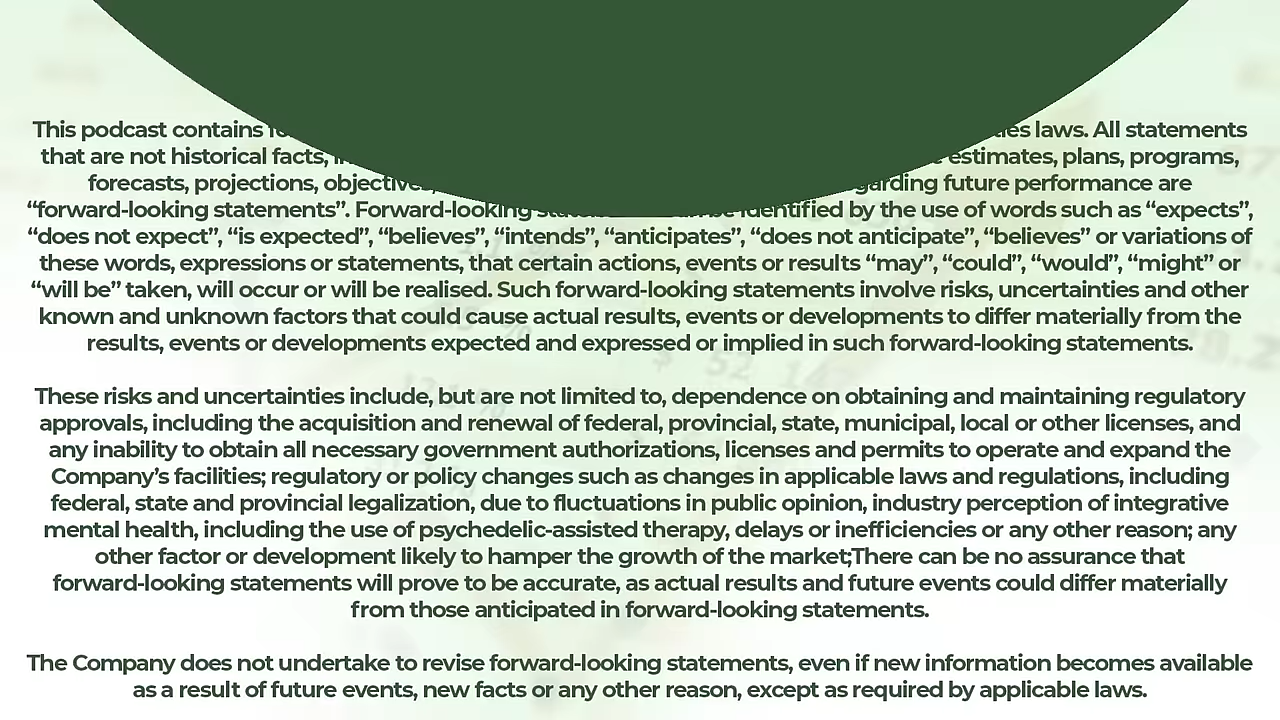 This podcast contains laws. All statements
that are not historical facts, estimates, plans, programs,
forecasts, projections, objectives, future performance are
“forward-looking statements”. Forward-looking identified by the use of words such as “expects”,
“does not expect”, “is expected”, “believes”, “intends”, “anticipates”, “does not anticipate”, “believes” or variations of
these words, expressions or statements, that certain actions, events or results “may”, “could”, “would”, “might” or
“will be” taken, will occur or will be realised. Such forward-looking statements involve risks, uncertainties and other
known and unknown factors that could cause actual results, events or developments to differ materially from the
results, events or developments expected and expressed or implied in such forward-looking statements.
These risks and uncertainties include, but are not limited to, dependence on obtaining and maintaining regulatory
approvals, including the acquisition and renewal of federal, provincial, state, municipal, local or other licenses, and
any inability to obtain all necessary government authorizations, licenses and permits to operate and expand the
Company’s facilities; regulatory or policy changes such as changes in applicable laws and regulations, including
federal, state and provincial legalization, due to fluctuations in public opinion, industry perception of integrative
mental health, including the use of psychedelic-assisted therapy, delays or inefficiencies or any other reason; any
other factor or development likely to hamper the growth of the market;There can be no assurance that
forward-looking statements will prove to be accurate, as actual results and future events could differ materially
from those anticipated in forward-looking statements.
The Company does not undertake to revise forward-looking statements, even if new information becomes available
as a result of future events, new facts or any other reason, except as required by applicable laws.